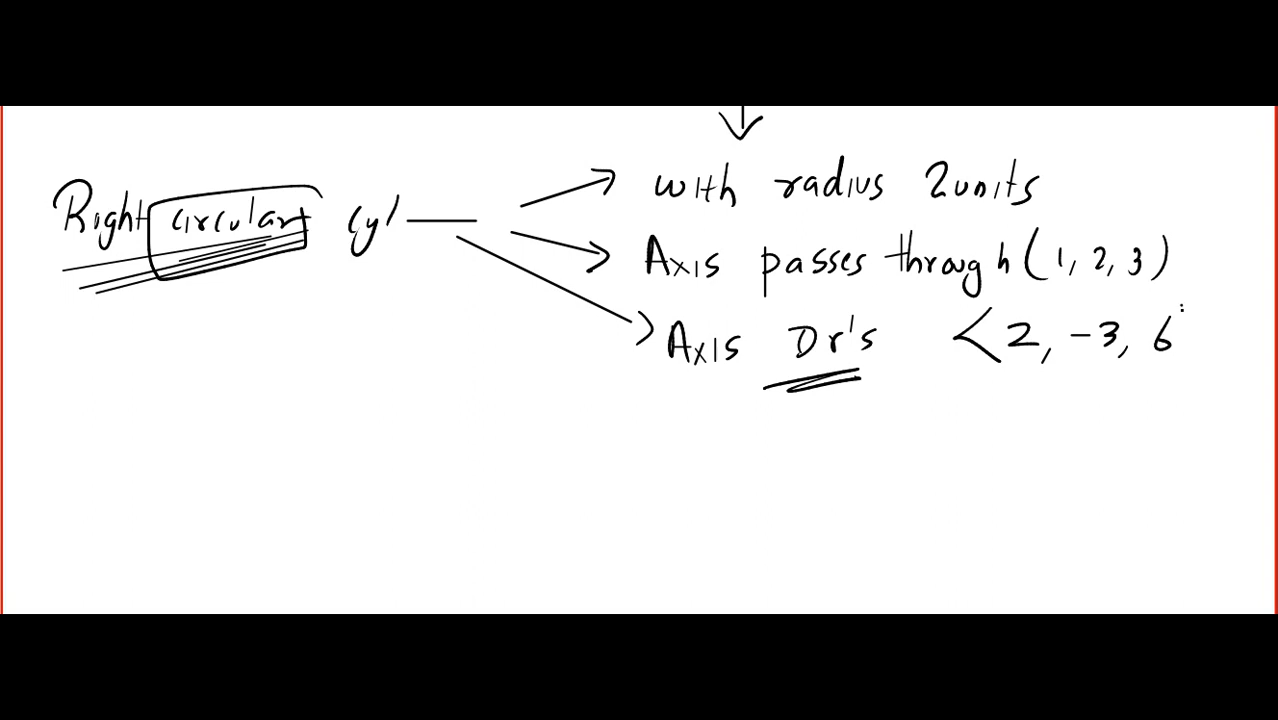 with radius 2units
Right circular cyl
Axis passes through (1, 2, 3)
Axis Dr's <2, -3, 6